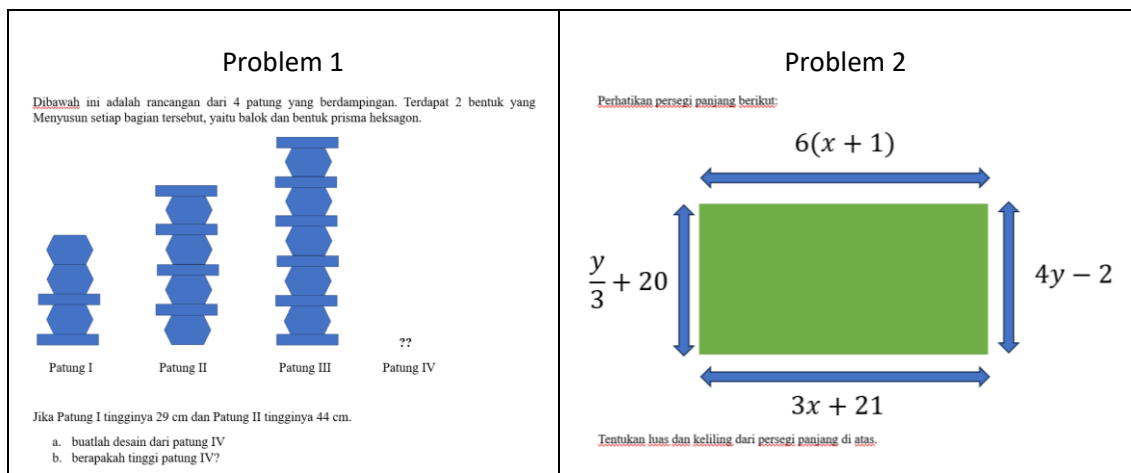 Problem 1
Dibawah ini adalah rancangan dari 4 patung yang berdampingan. Terdapat 2 bentuk yang
Menyusun setiap bagian tersebut, yaitu balok dan bentuk prisma heksagon.
??
Patung I
Patung II
Patung III
Patung IV
Jika Patung I tingginya 29 cm dan Patung II tingginya 44 cm.
a. buatlah desain dari patung IV
b. berapakah tinggi patung IV?
Problem 2
Perhatikan persegi panjang berikut:
6(x + 1)
y/3 + 20
4y − 2
3x + 21
Tentukan luas dan keliling dari persegi panjang di atas.